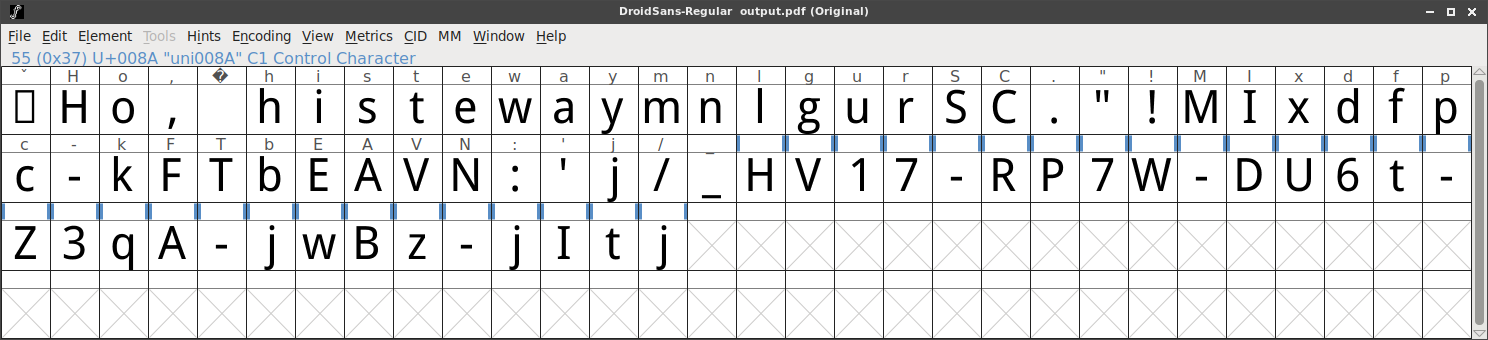 DroidSans-Regular output.pdf (Original)
File Edit Element Tools Hints Encoding View Metrics CID MM Window Help
55 (0x37) U+008A "uni008A" C1 Control Character
ˇ H o , � h i s t e w a y m n l g u r S C . " ! M I x d f p
H o , h i s t e w a y m n l g u r S C . " ! M I x d f p
c - k F T b E A V N : ' j / _
c - k F T b E A V N : ' j / _ H V 1 7 - R P 7 W - D U 6 t -
Z 3 q A - j w B z - j I t j